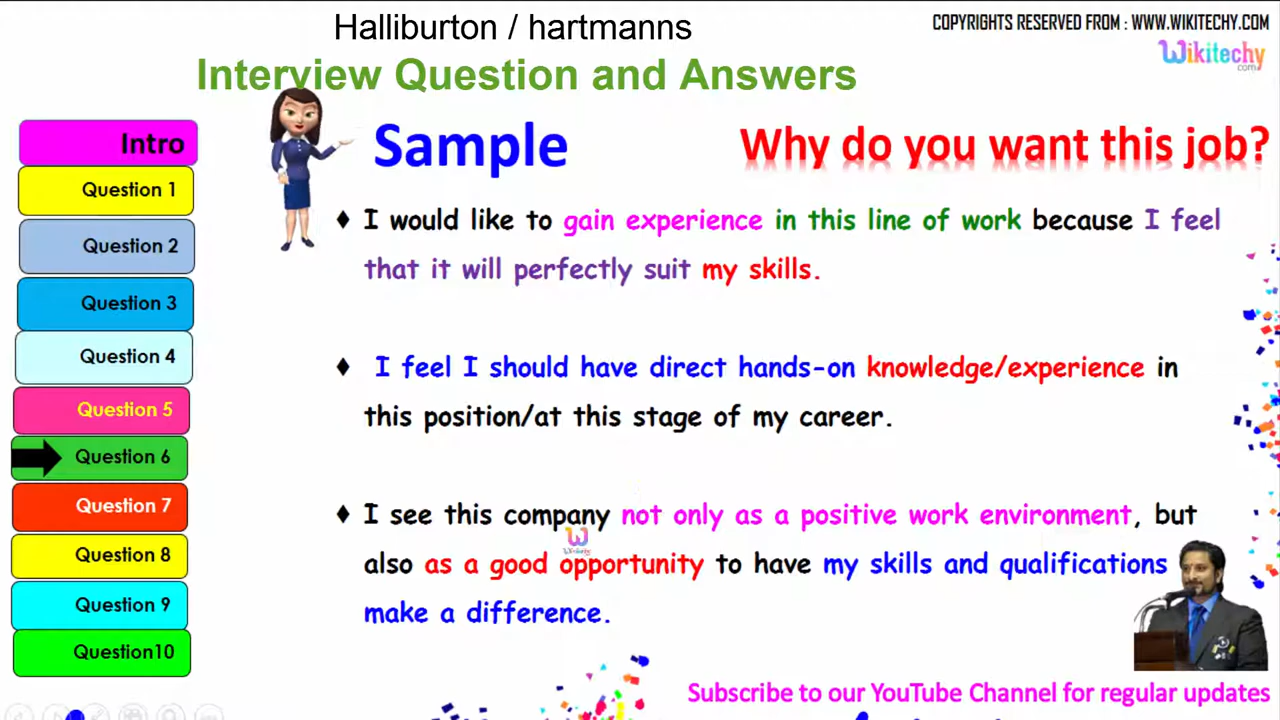 Halliburton / hartmanns
COPYRIGHTS RESERVED FROM : WWW.WIKITECHY.COM
Wikitechy
.com
Interview Question and Answers
Sample
Why do you want this job?
Intro
Question 1
Question 2
Question 3
Question 4
Question 5
Question 6
Question 7
Question 8
Question 9
Question10
♦ I would like to gain experience in this line of work because I feel
that it will perfectly suit my skills.
♦ I feel I should have direct hands-on knowledge/experience in
this position/at this stage of my career.
♦ I see this company not only as a positive work environment, but
also as a good opportunity to have my skills and qualifications
make a difference.
Wikitechy
Subscribe to our YouTube Channel for regular updates